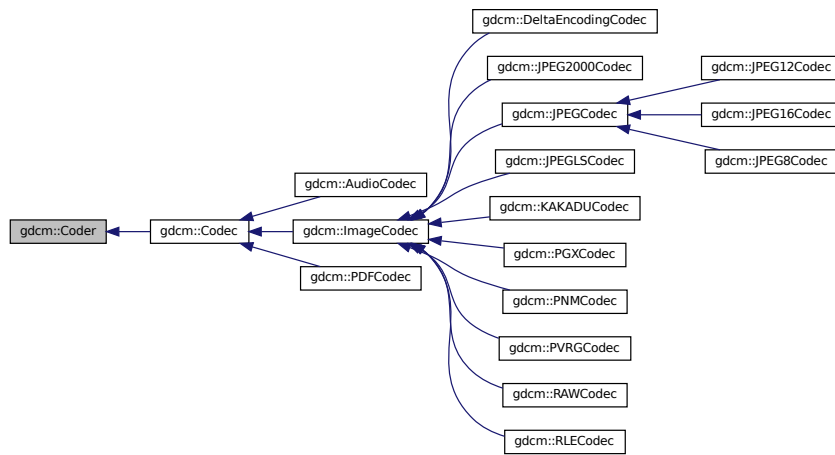 gdcm::DeltaEncodingCodec
gdcm::JPEG2000Codec
gdcm::JPEG12Codec
gdcm::JPEGCodec
gdcm::JPEG16Codec
gdcm::JPEG8Codec
gdcm::JPEGLSCodec
gdcm::AudioCodec
gdcm::KAKADUCodec
gdcm::Coder
gdcm::Codec
gdcm::ImageCodec
gdcm::PGXCodec
gdcm::PDFCodec
gdcm::PNMCodec
gdcm::PVRGCodec
gdcm::RAWCodec
gdcm::RLECodec